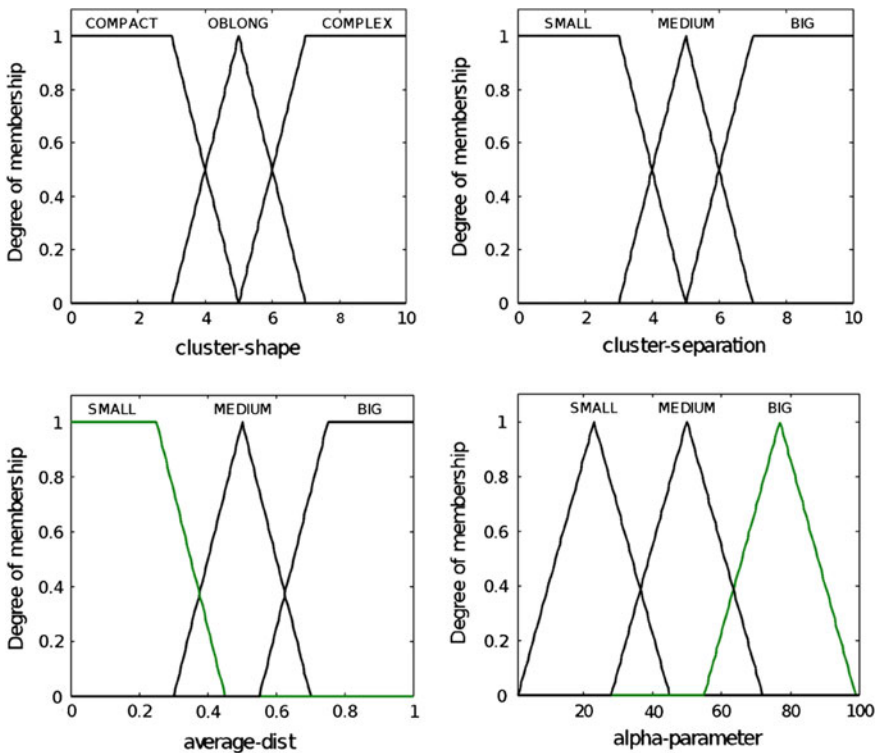 COMPACT OBLONG COMPLEX
1
0.8
0.6
0.4
0.2
0
0 2 4 6 8 10
Degree of membership
cluster-shape
SMALL MEDIUM BIG
1
0.8
0.6
0.4
0.2
0
0 2 4 6 8 10
Degree of membership
cluster-separation
SMALL MEDIUM BIG
1
0.8
0.6
0.4
0.2
0
0 0.2 0.4 0.6 0.8 1
Degree of membership
average-dist
SMALL MEDIUM BIG
1
0.8
0.6
0.4
0.2
0
20 40 60 80 100
Degree of membership
alpha-parameter